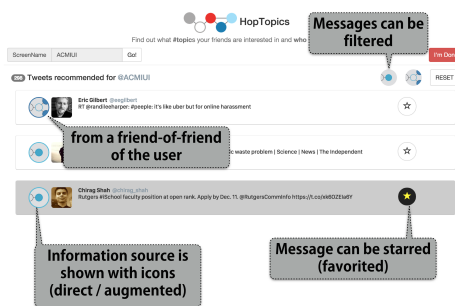 HopTopics
Find out what #topics your friends are interested in and who
Messages can be
filtered
ScreenName ACMIUI Go!
I'm Don
Tweets recommended for @ACMIUI
RESET
Eric Gilbert @eegilbert
RT @randileeharper: #peeple: it's like uber but for online harassment
from a friend-of-friend
of the user
ic waste problem | Science | News | The Independent
Chirag Shah @chirag_shah
Rutgers #iSchool faculty position at open rank. Apply by Dec. 11. @RutgersCommInfo
Information source is
shown with icons
(direct / augmented)
Message can be starred
(favorited)